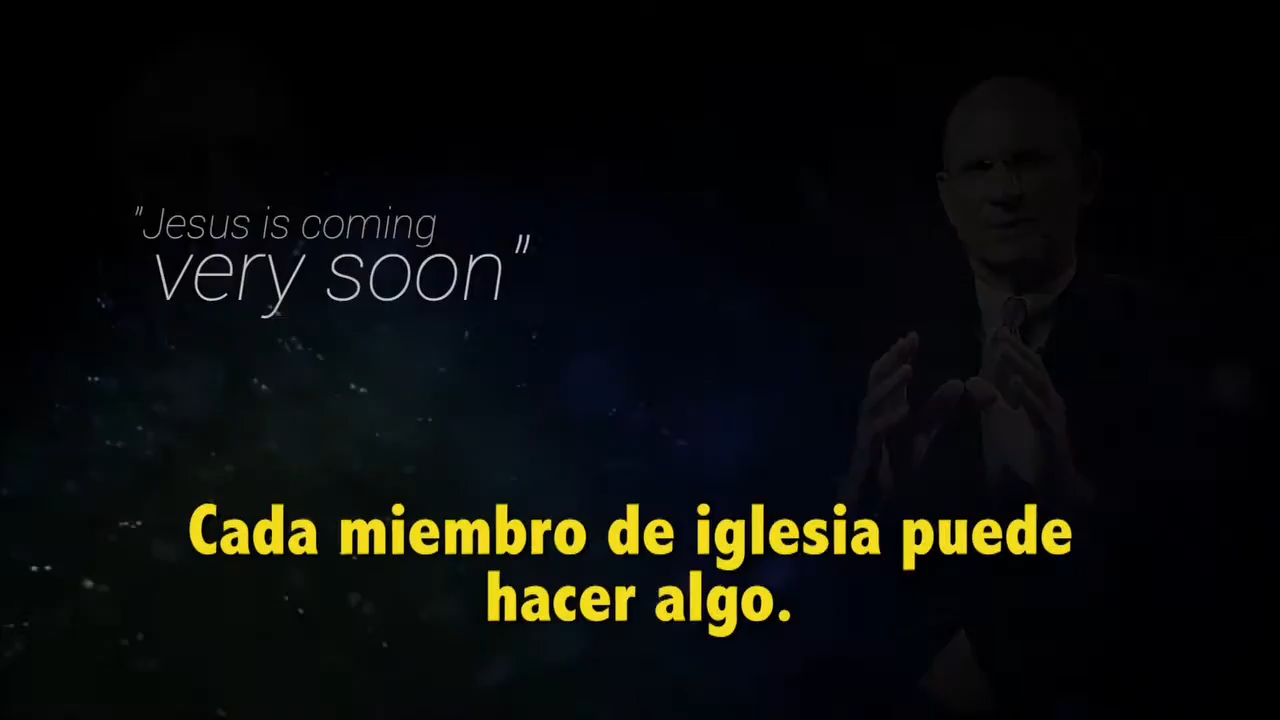 "Jesus is coming
very soon"
Cada miembro de iglesia puede
hacer algo.